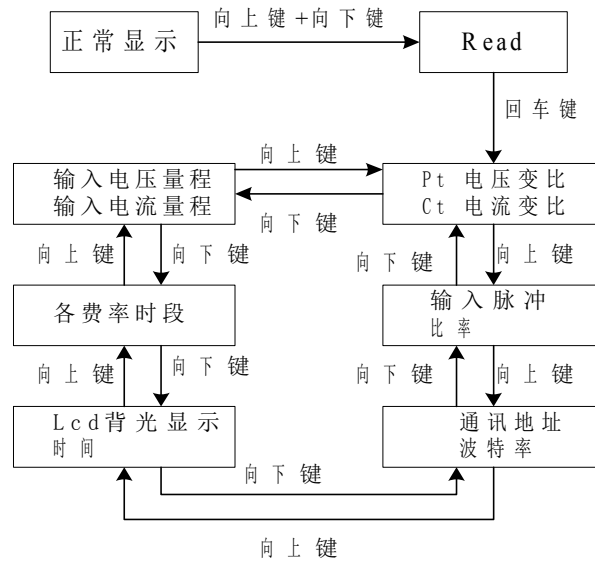 向上键+向下键
正常显示
Read
回车键
向上键
输入电压量程
输入电流量程
Pt 电压变比
Ct 电流变比
向下键
向上键
向下键
向下键
向上键
各费率时段
输入脉冲
比率
向上键
向下键
向下键
向上键
Lcd背光显示
时间
通讯地址
波特率
向下键
向上键